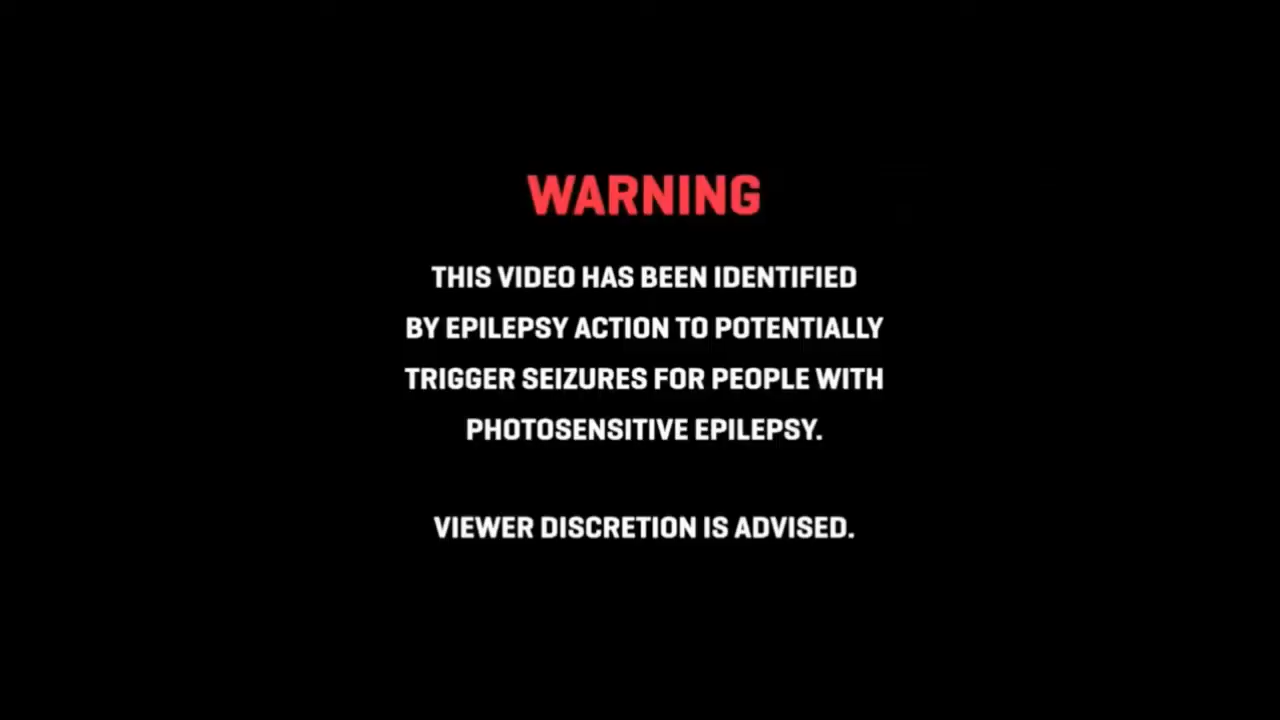 WARNING
THIS VIDEO HAS BEEN IDENTIFIED
BY EPILEPSY ACTION TO POTENTIALLY
TRIGGER SEIZURES FOR PEOPLE WITH
PHOTOSENSITIVE EPILEPSY.
VIEWER DISCRETION IS ADVISED.